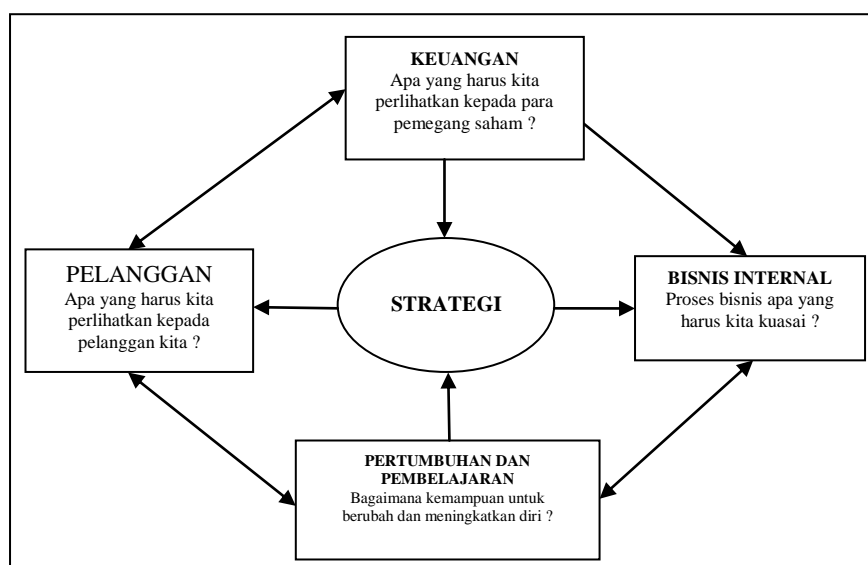 KEUANGAN
Apa yang harus kita
perlihatkan kepada para
pemegang saham ?
PELANGGAN
Apa yang harus kita
perlihatkan kepada
pelanggan kita ?
STRATEGI
BISNIS INTERNAL
Proses bisnis apa yang
harus kita kuasai ?
PERTUMBUHAN DAN
PEMBELAJARAN
Bagaimana kemampuan untuk
berubah dan meningkatkan diri ?